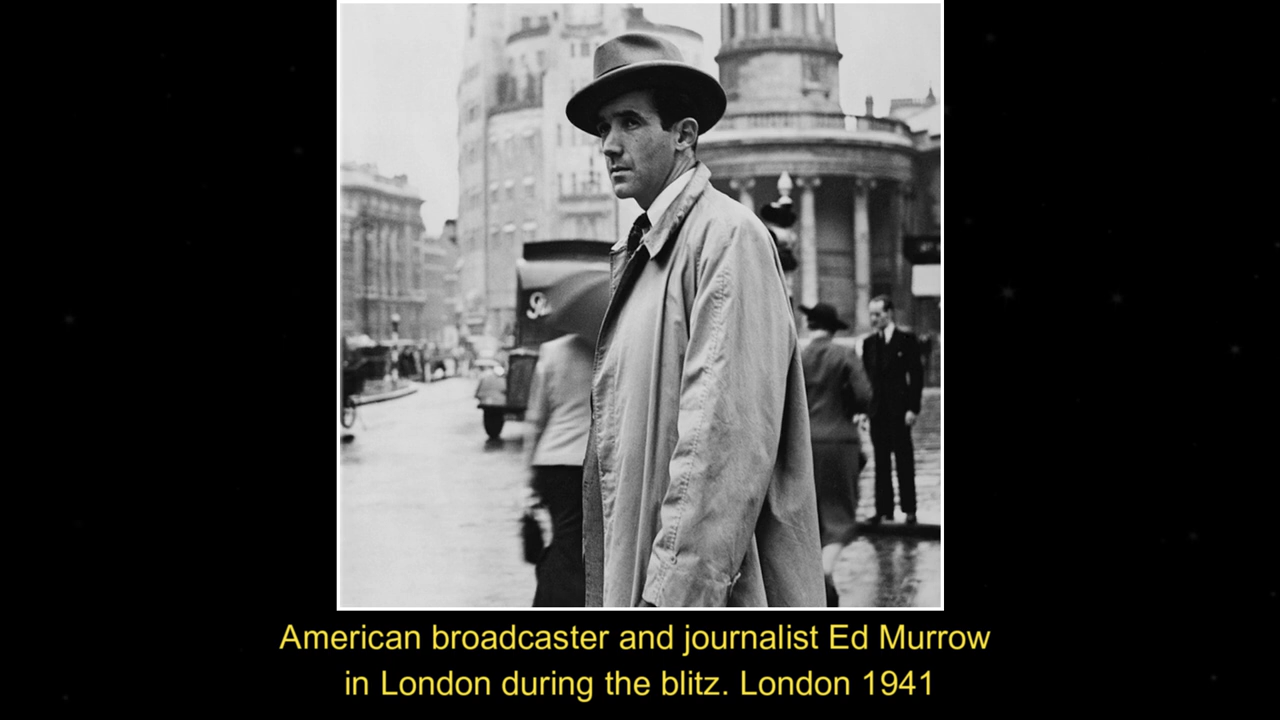 American broadcaster and journalist Ed Murrow
in London during the blitz. London 1941